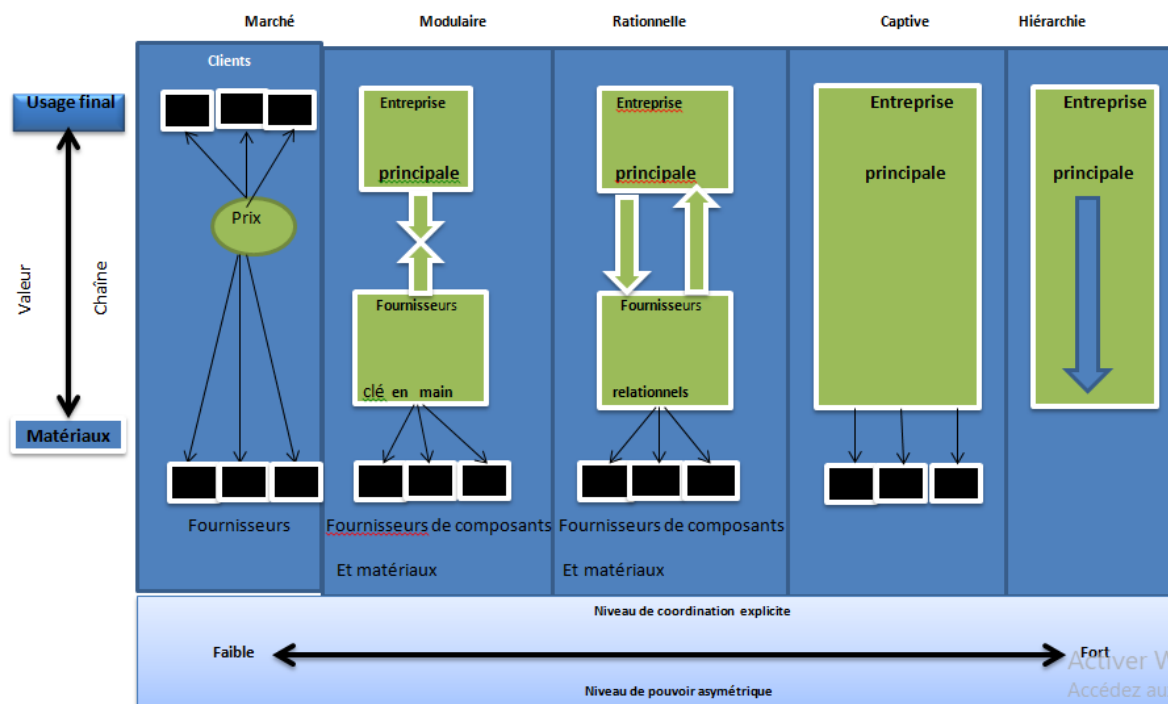 Marché
Modulaire
Rationnelle
Captive
Hiérarchie
Usage final
Valeur
Chaîne
Matériaux
Clients
Prix
Fournisseurs
Entreprise
principale
Fournisseurs
clé en main
Fournisseurs de composants
Et matériaux
Entreprise
principale
Fournisseurs
relationnels
Fournisseurs de composants
Et matériaux
Entreprise
principale
Entreprise
principale
Niveau de coordination explicite
Faible
Fort
Niveau de pouvoir asymétrique
Activer W
Accédez au